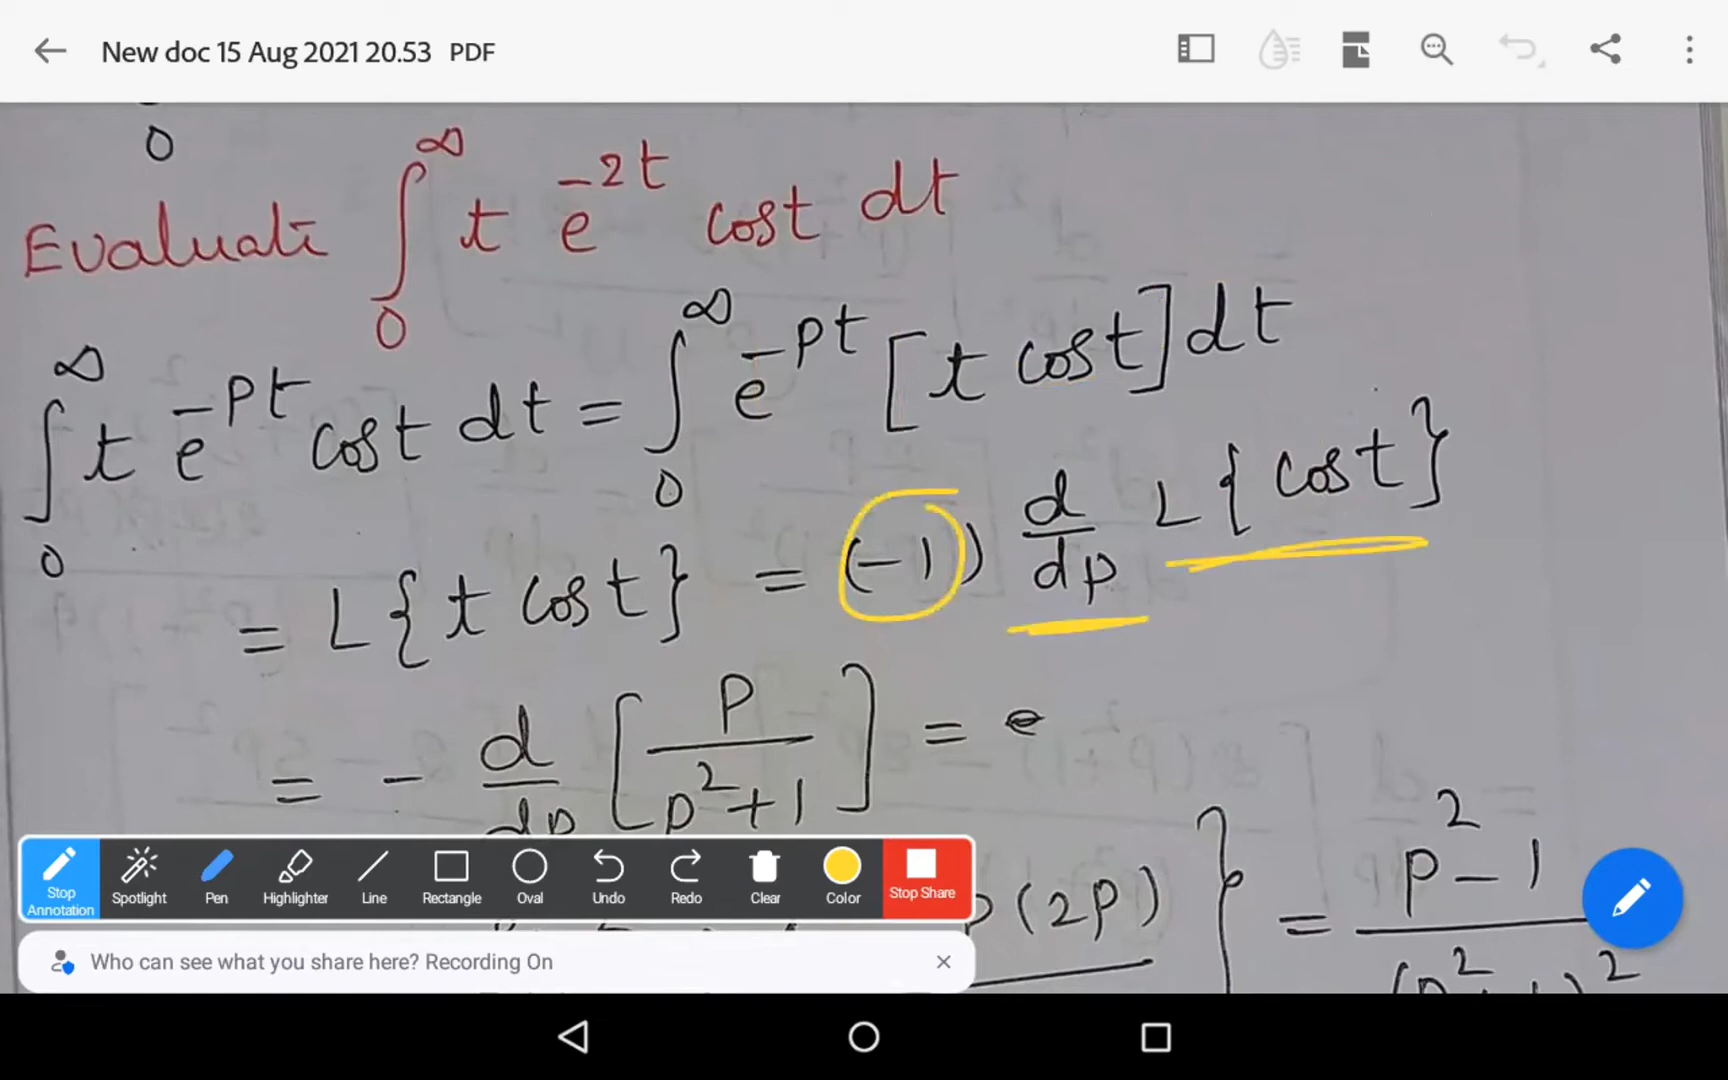 New doc 15 Aug 2021 20.53 PDF
0
Evaluate ∫₀^∞ t e^{-2t} cost dt
∫₀^∞ t e^{-pt} cost dt = ∫₀^∞ e^{-pt} [t cost] dt
= L{t cost} = (-1) d/dp L{cost}
= - d/dp [p/(p²+1)] =
p(2p) } = p²-1
Stop Annotation Spotlight Pen Highlighter Line Rectangle Oval Undo Redo Clear Color Stop Share
Who can see what you share here? Recording On